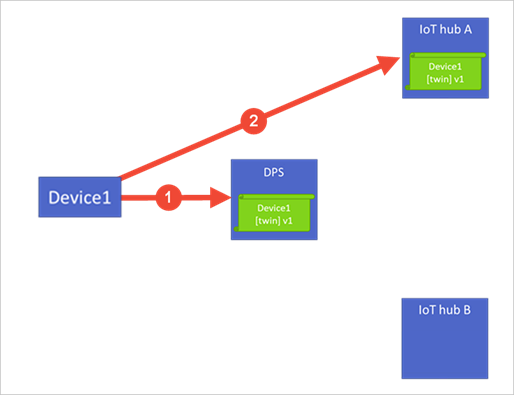 IoT hub A
Device1
[twin] v1
2
DPS
Device1
1
Device1
[twin] v1
IoT hub B